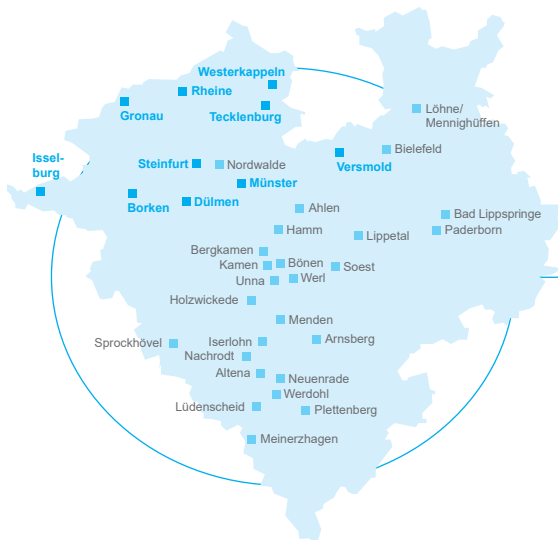 Westerkappeln
Rheine
Gronau
Tecklenburg
Löhne/
Mennighüffen
Bielefeld
Versmold
Issel-
burg
Steinfurt
Nordwalde
Münster
Borken
Dülmen
Ahlen
Bad Lippspringe
Paderborn
Hamm
Lippetal
Bergkamen
Kamen
Bönen
Soest
Unna
Werl
Holzwickede
Menden
Sprockhövel
Iserlohn
Arnsberg
Nachrodt
Altena
Neuenrade
Werdohl
Lüdenscheid
Plettenberg
Meinerzhagen